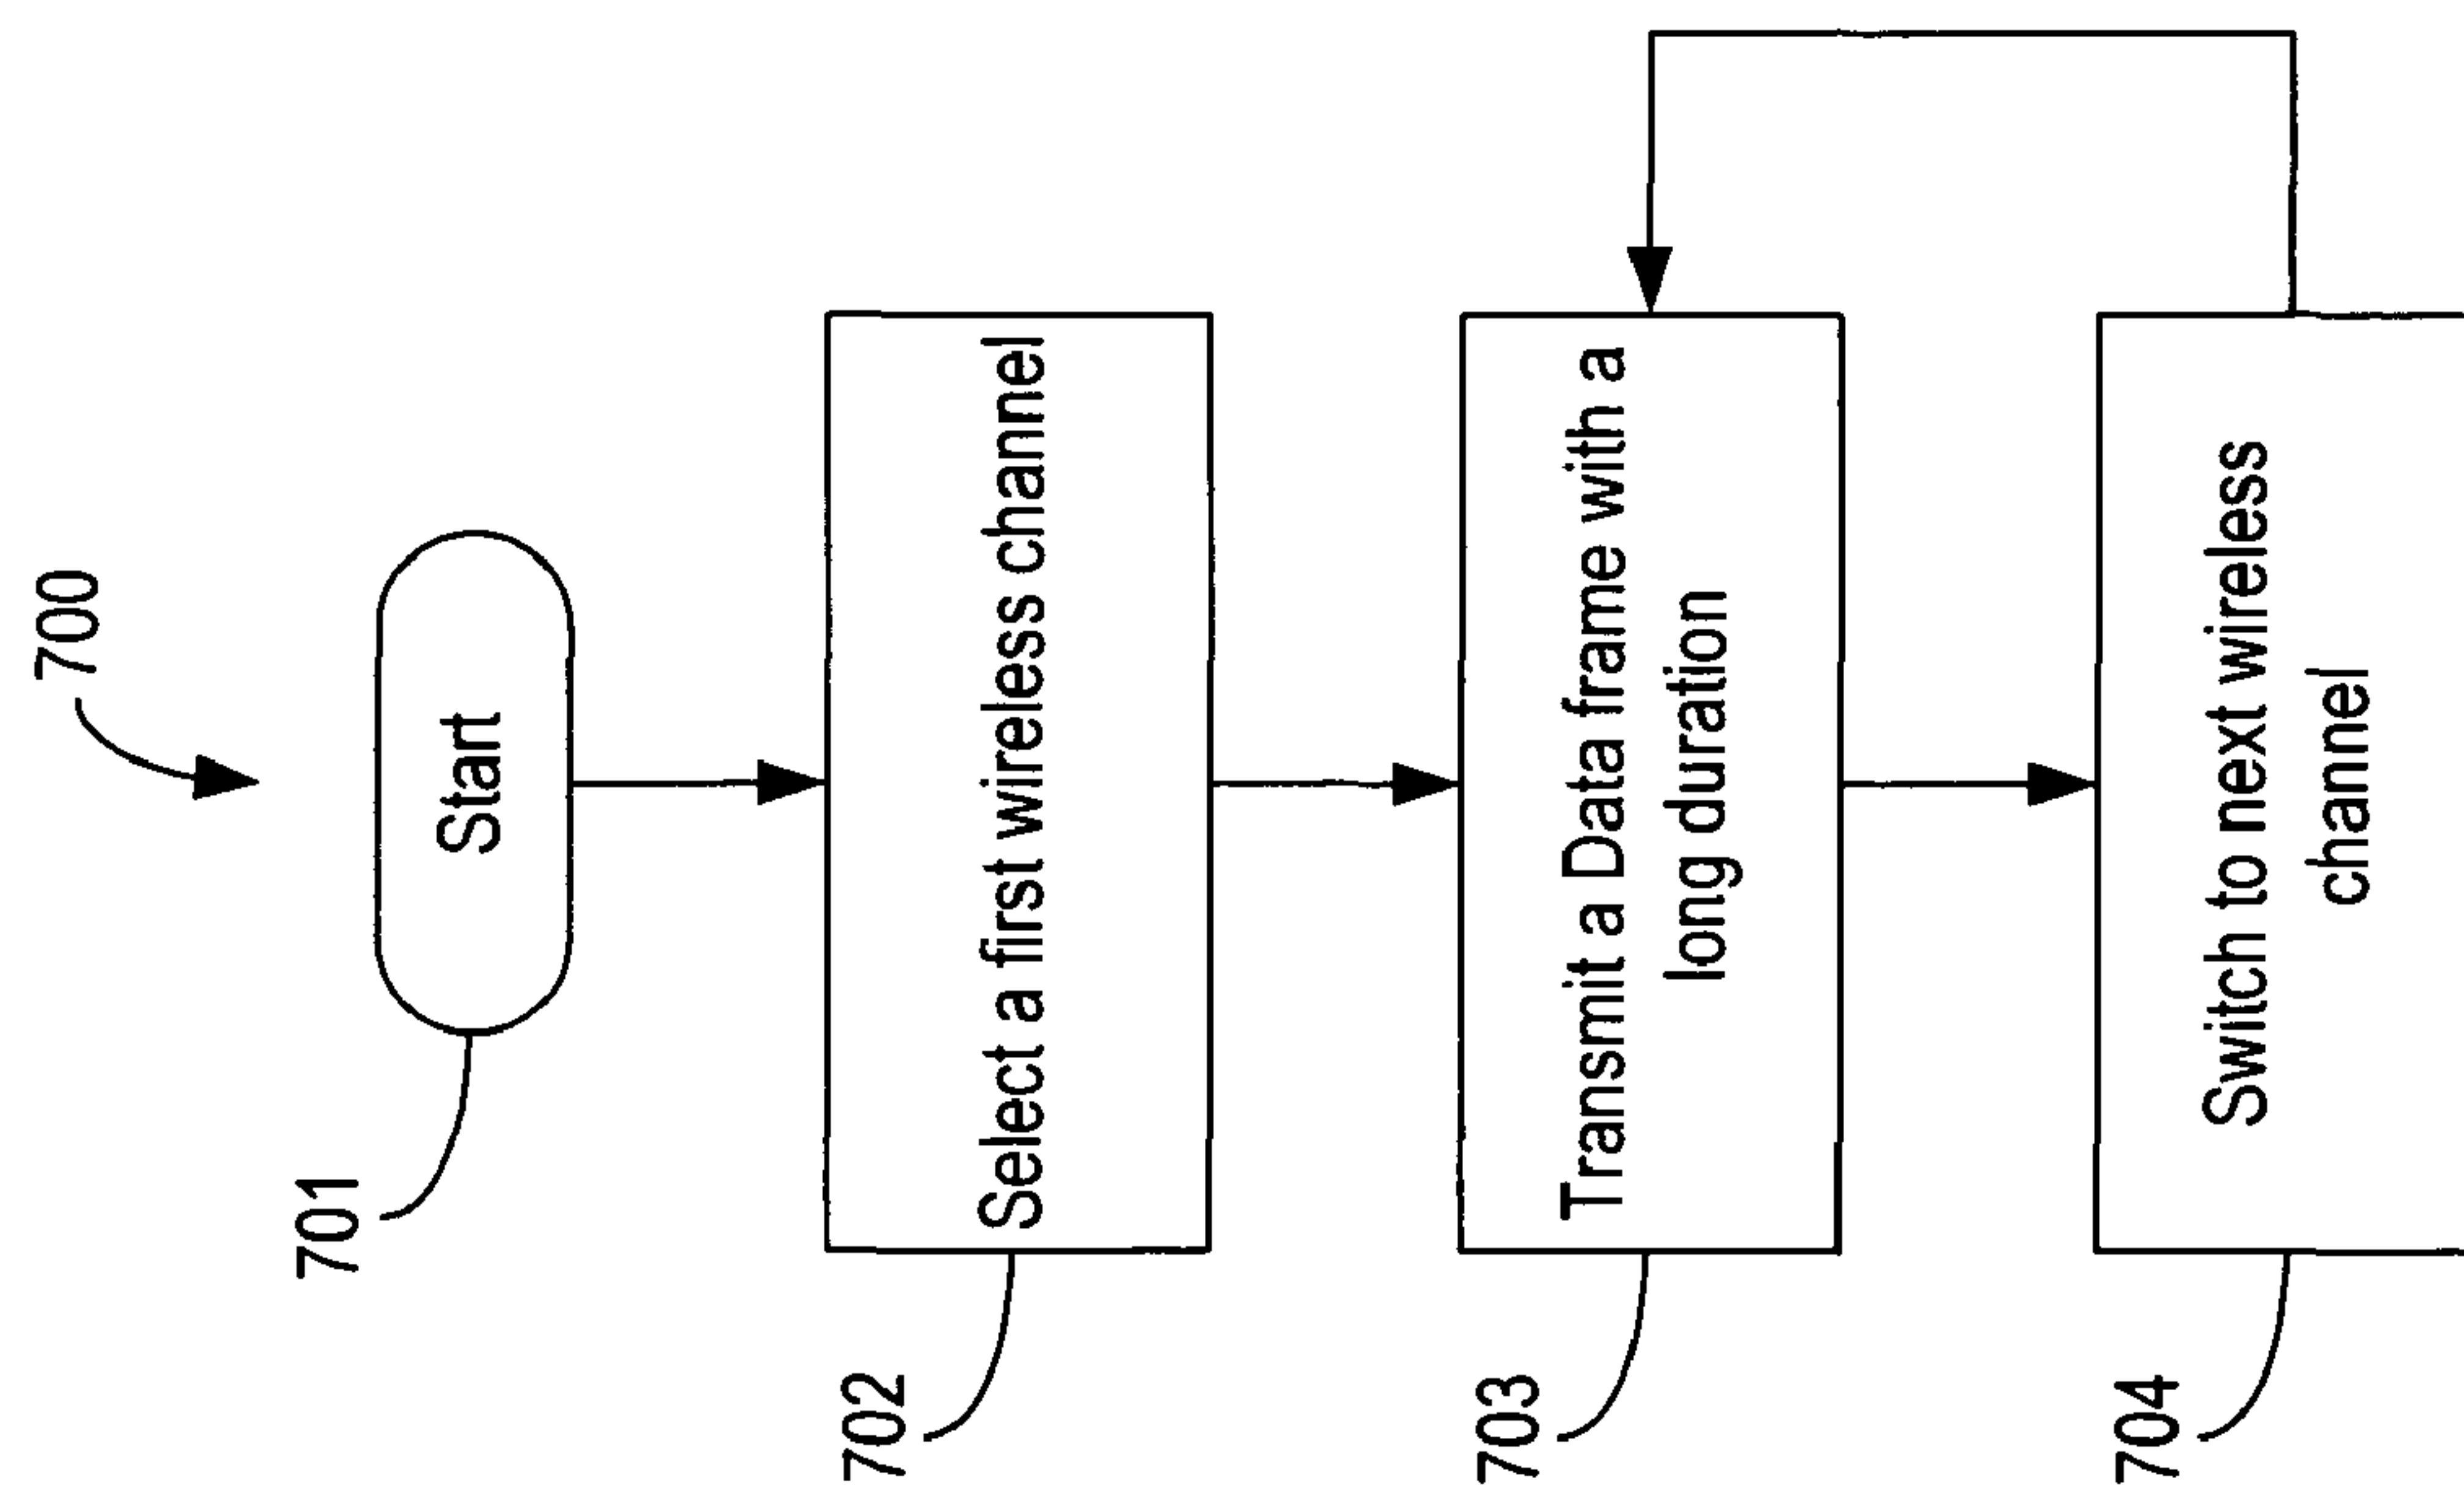 700
701
Start
702
Select a first wireless channel
703
Transmit a Data frame with a
long duration
704
Switch to next wireless
channel